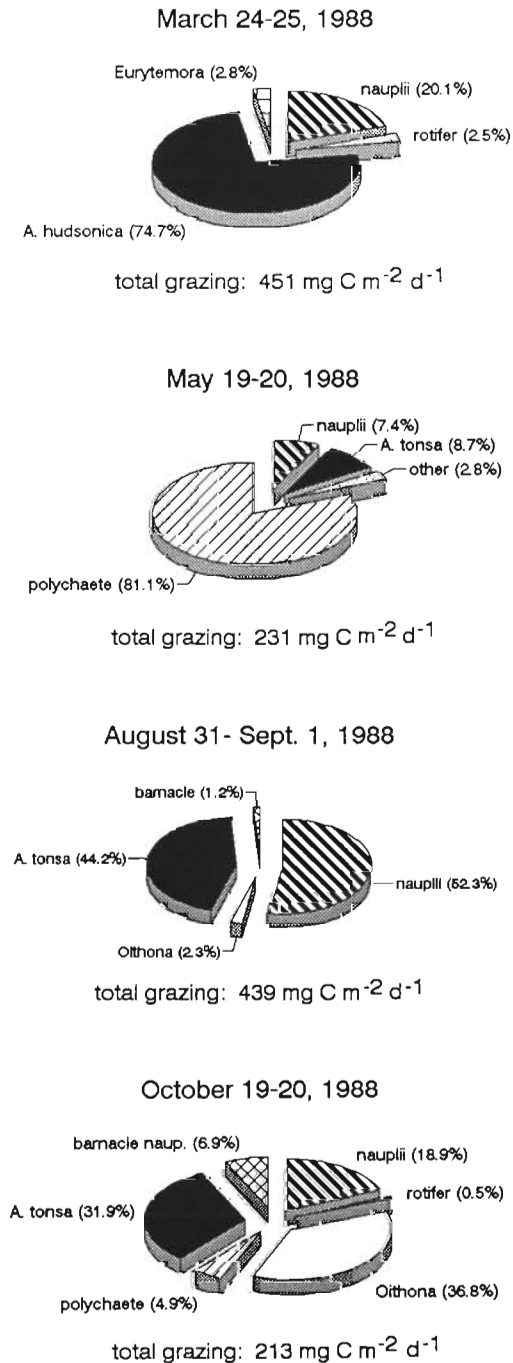 March 24-25, 1988
Eurytemora (2.8%)
nauplii (20.1%)
rotifer (2.5%)
A. hudsonica (74.7%)
total grazing: 451 mg C m-2 d-1
May 19-20, 1988
nauplii (7.4%)
A. tonsa (8.7%)
other (2.8%)
polychaete (81.1%)
total grazing: 231 mg C m-2 d-1
August 31- Sept. 1, 1988
barnacle (1.2%)
A. tonsa (44.2%)
nauplii (52.3%)
Oithona (2.3%)
total grazing: 439 mg C m-2 d-1
October 19-20, 1988
barnacle naup. (6.9%)
nauplii (18.9%)
rotifer (0.5%)
A. tonsa (31.9%)
Oithona (36.8%)
polychaete (4.9%)
total grazing: 213 mg C m-2 d-1